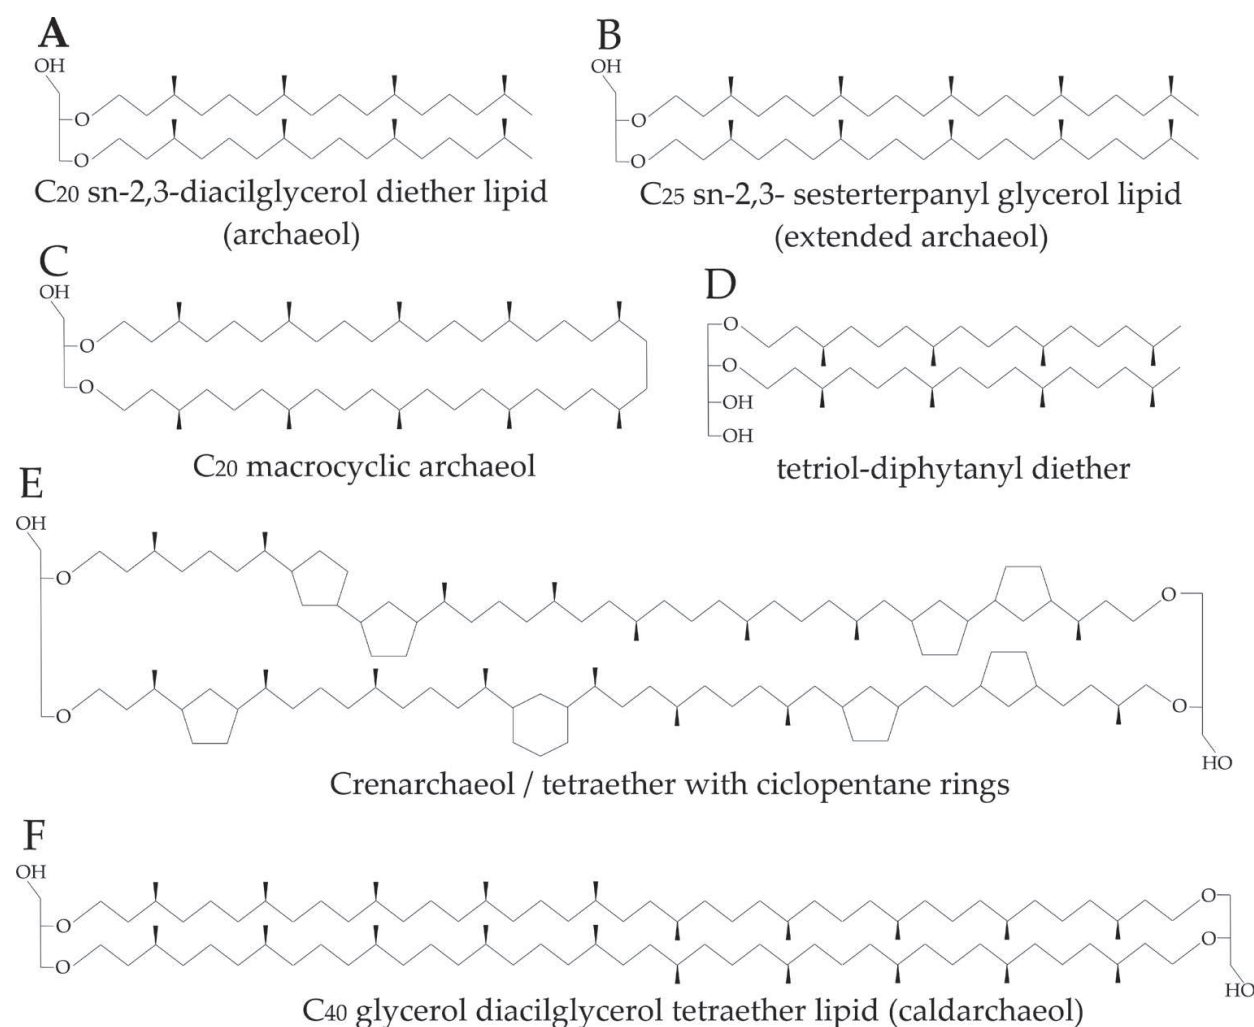 A
OH
O
O
C20 sn-2,3-diacilglycerol diether lipid
(archaeol)
B
OH
O
O
C25 sn-2,3- sesterterpanyl glycerol lipid
(extended archaeol)
C
OH
O
O
C20 macrocyclic archaeol
D
O
O
OH
OH
tetriol-diphytanyl diether
E
OH
O
O
O
O
HO
Crenarchaeol / tetraether with ciclopentane rings
F
OH
O
O
O
O
HO
C40 glycerol diacilglycerol tetraether lipid (caldarchaeol)